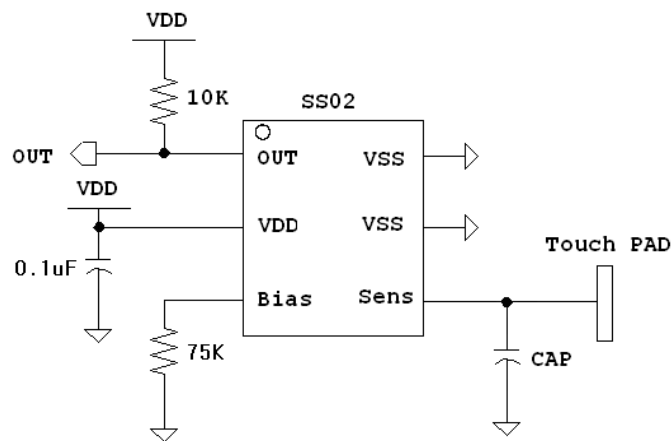 VDD
10K
SS02
OUT
OUT
VSS
VDD
VDD
VSS
Touch PAD
0.1uF
Bias
Sens
75K
CAP